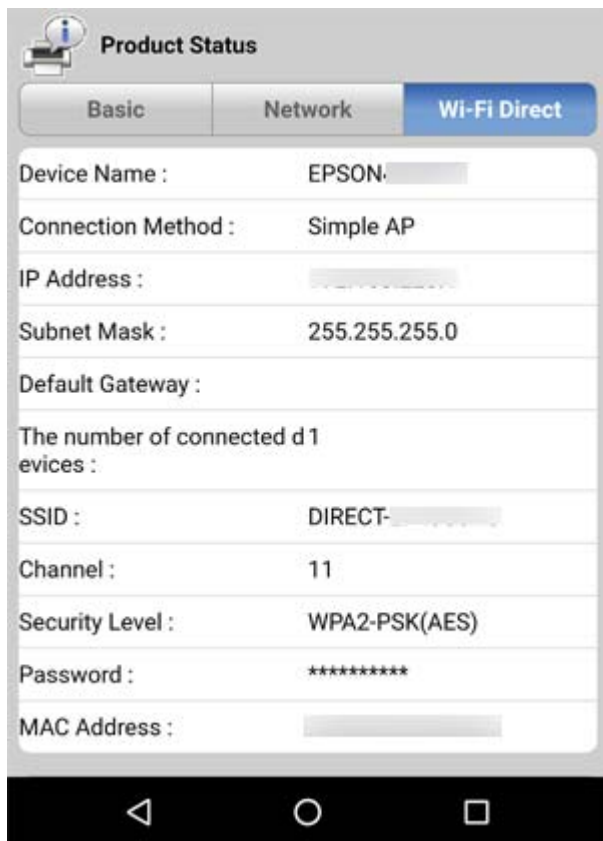 Product Status
Basic Network Wi-Fi Direct
Device Name : EPSON
Connection Method : Simple AP
IP Address :
Subnet Mask : 255.255.255.0
Default Gateway :
The number of connected d 1
evices :
SSID : DIRECT-
Channel : 11
Security Level : WPA2-PSK(AES)
Password : **********
MAC Address :